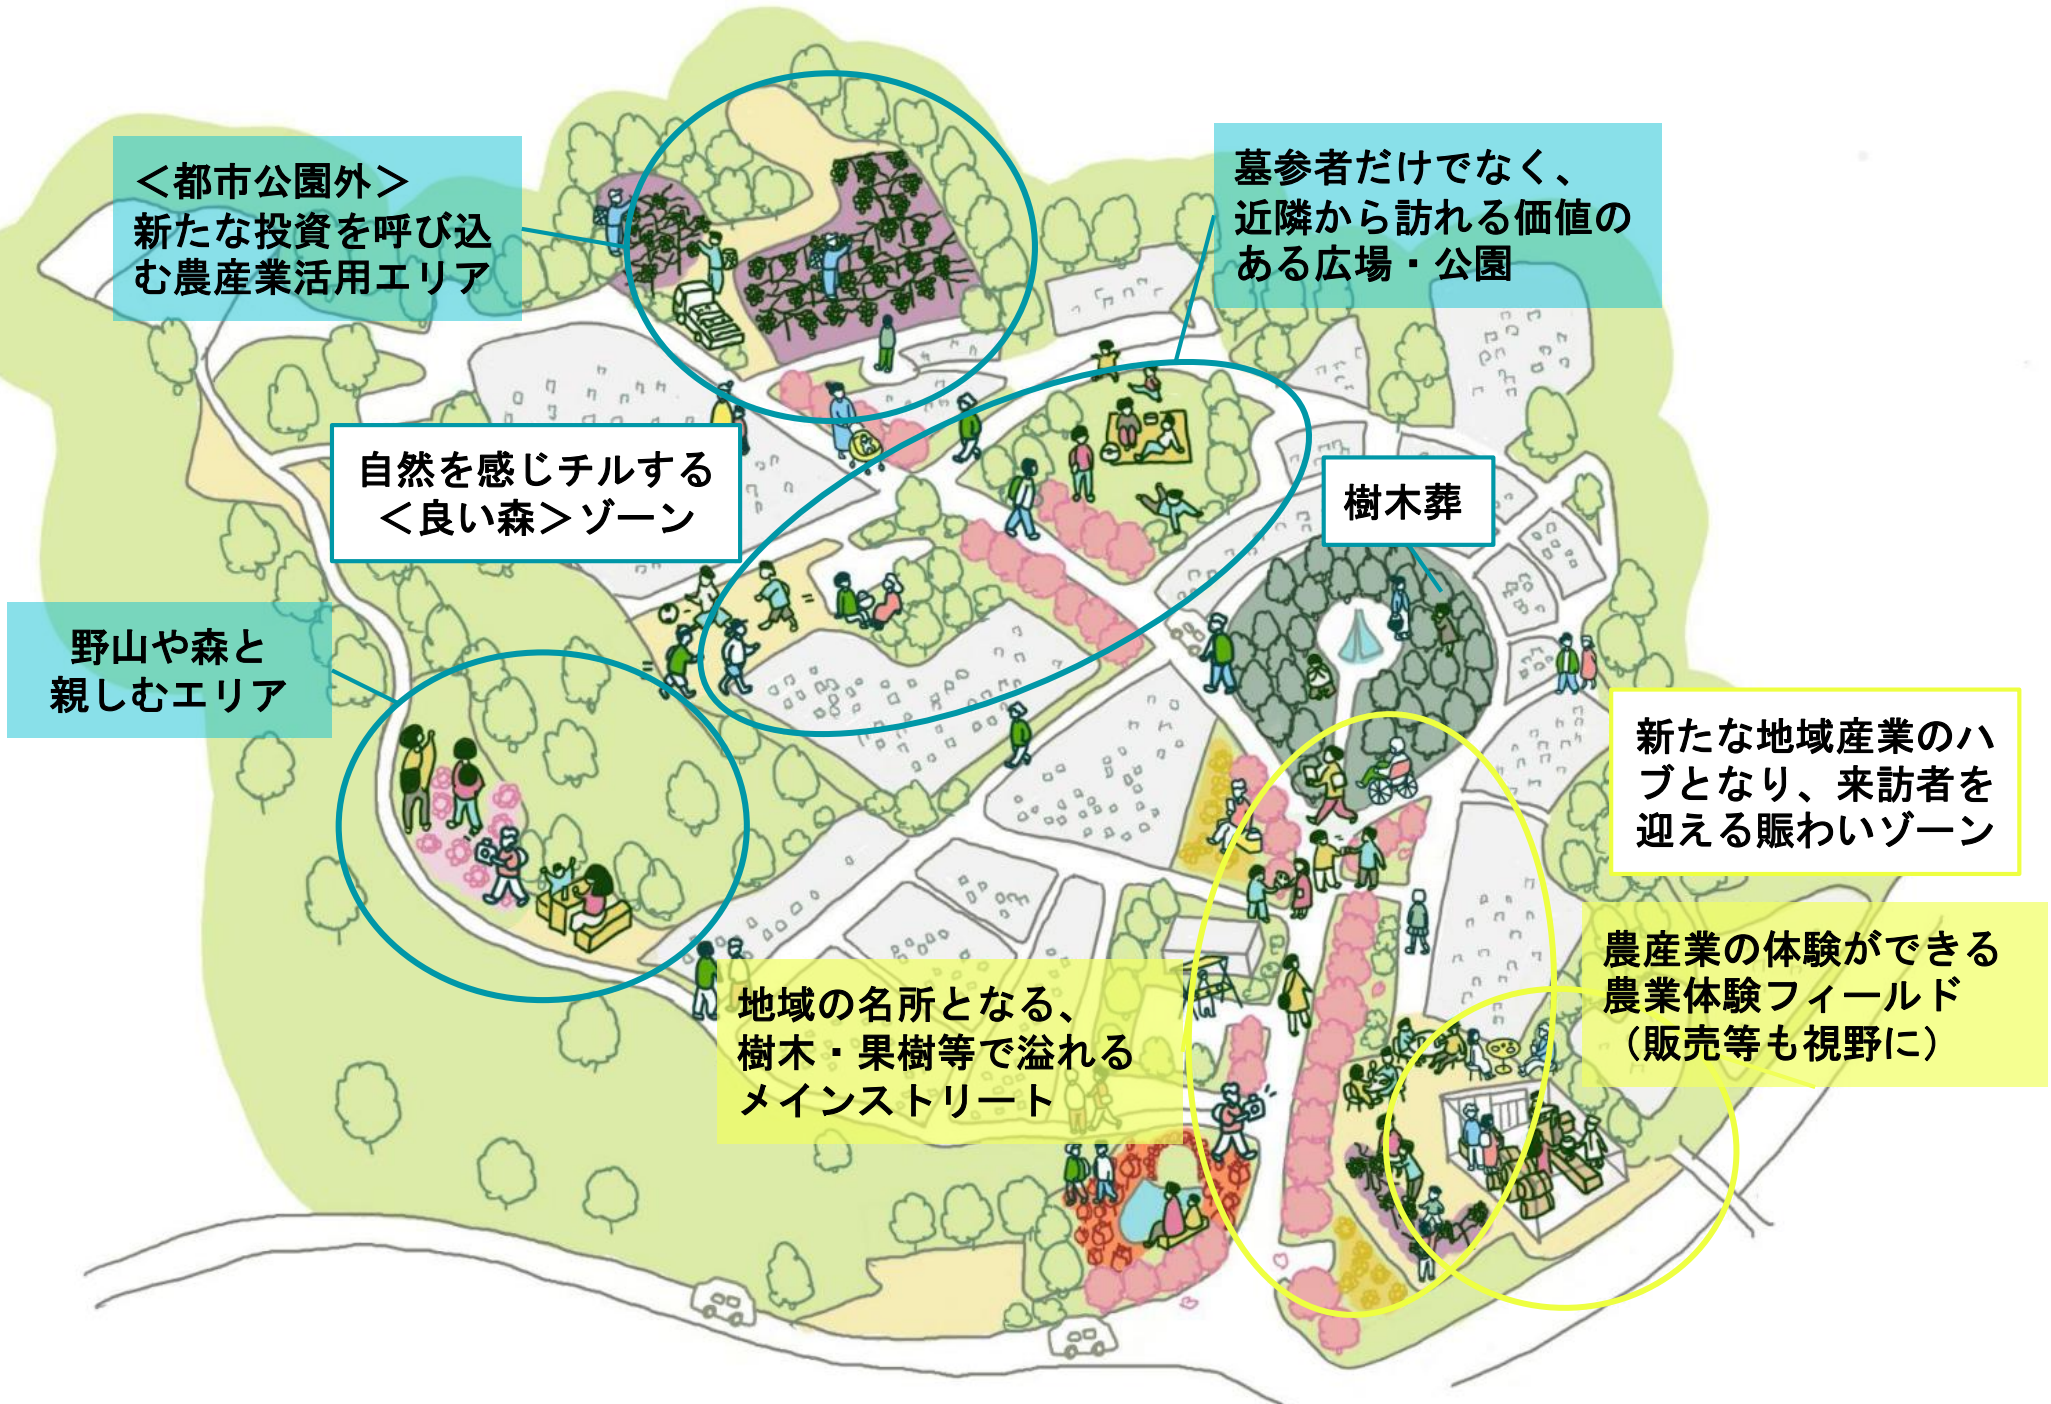 ＜都市公園外＞
新たな投資を呼び込
む農産業活用エリア
墓参者だけでなく、
近隣から訪れる価値の
ある広場・公園
自然を感じチルする
＜良い森＞ゾーン
樹木葬
野山や森と
親しむエリア
新たな地域産業のハ
ブとなり、来訪者を
迎える賑わいゾーン
農産業の体験ができる
農業体験フィールド
（販売等も視野に）
地域の名所となる、
樹木・果樹等で溢れる
メインストリート